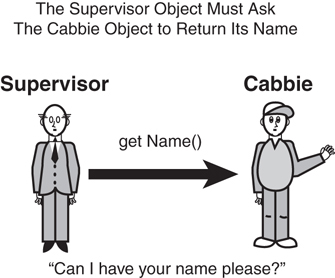 The Supervisor Object Must Ask
The Cabbie Object to Return Its Name
Supervisor
Cabbie
get Name()
“Can I have your name please?”